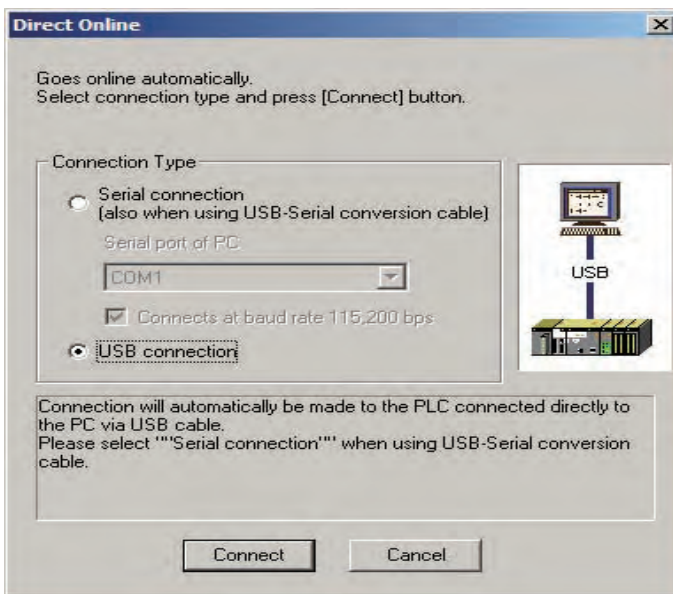 Direct Online
Goes online automatically.
Select connection type and press [Connect] button.
Connection Type
Serial connection
(also when using USB-Serial conversion cable)
Serial port of PC
COM1
Connects at baud rate 115,200 bps
USB connection
USB
Connection will automatically be made to the PLC connected directly to
the PC via USB cable.
Please select ""Serial connection"" when using USB-Serial conversion
cable.
Connect
Cancel